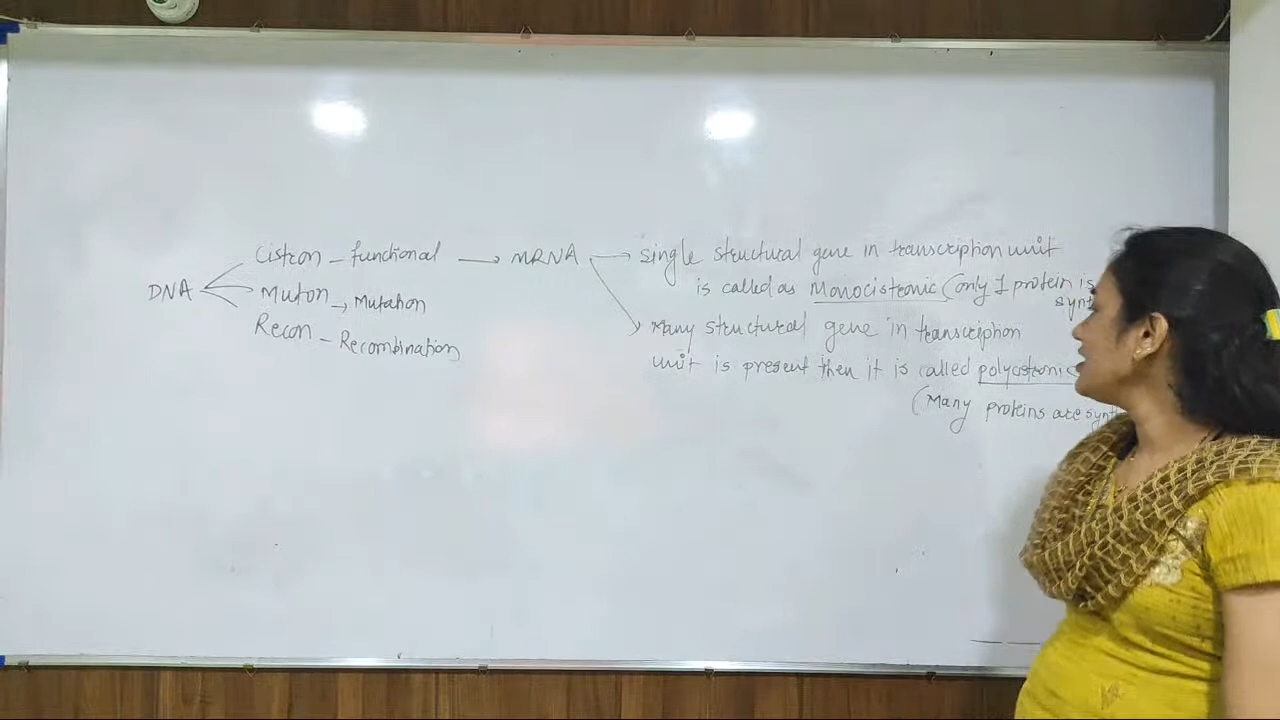 DNA
Cistron - functional → mRNA
Muton → Mutation
Recon - Recombination
→ Single structural gene in transcription unit
is called as Monocistronic (only 1 protein is
synt
→ Many structural gene in transcription
unit is present then it is called polycistronic
(Many proteins are synt